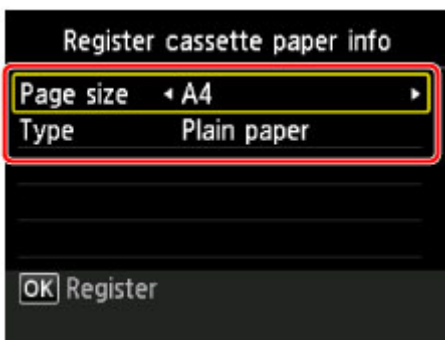 Register cassette paper info
Page size A4
Type Plain paper
OK Register